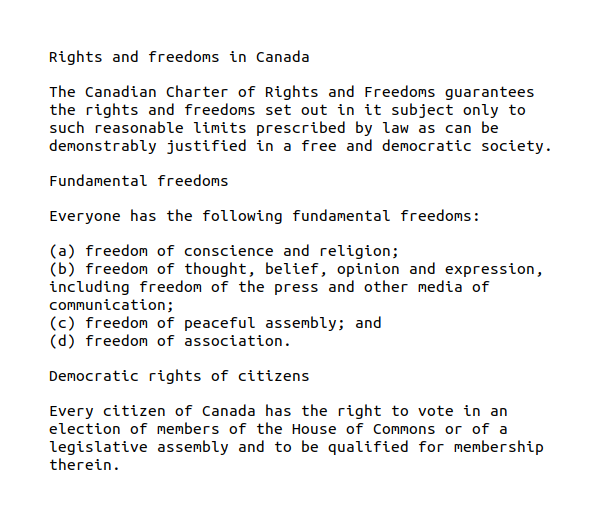 Rights and freedoms in Canada
The Canadian Charter of Rights and Freedoms guarantees
the rights and freedoms set out in it subject only to
such reasonable limits prescribed by law as can be
demonstrably justified in a free and democratic society.
Fundamental freedoms
Everyone has the following fundamental freedoms:
(a) freedom of conscience and religion;
(b) freedom of thought, belief, opinion and expression,
including freedom of the press and other media of
communication;
(c) freedom of peaceful assembly; and
(d) freedom of association.
Democratic rights of citizens
Every citizen of Canada has the right to vote in an
election of members of the House of Commons or of a
legislative assembly and to be qualified for membership
therein.